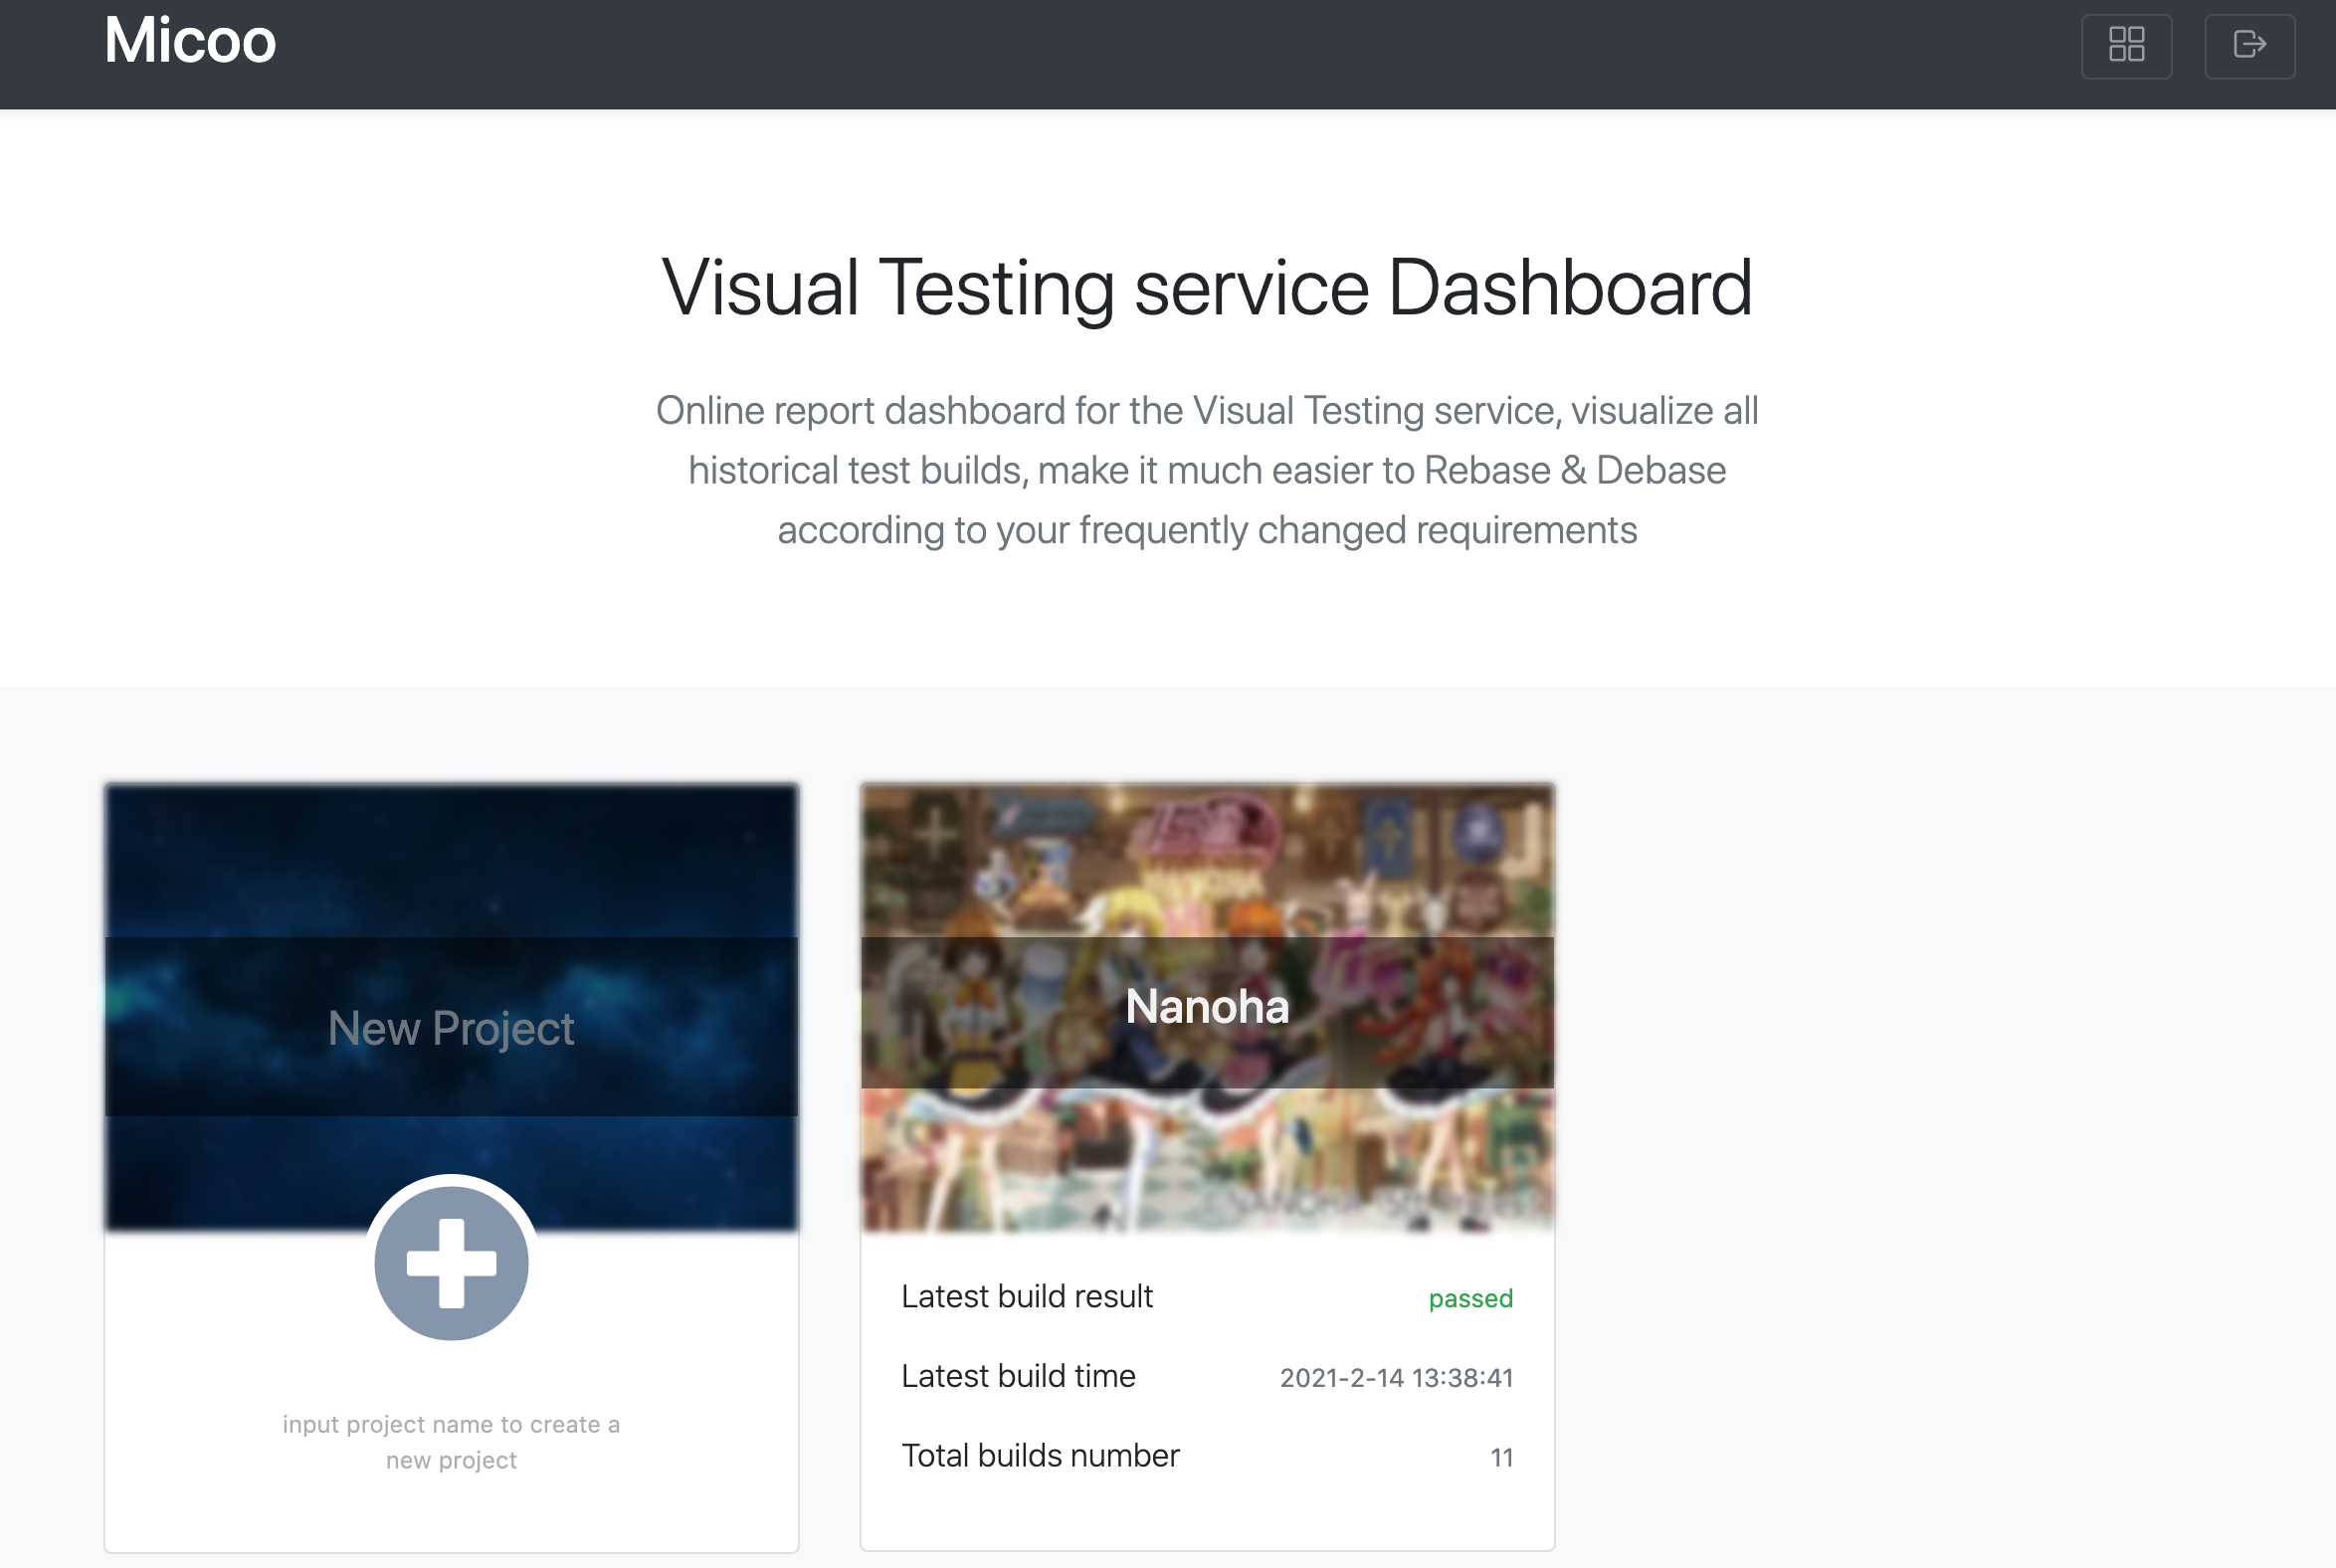 Micoo
Visual Testing service Dashboard
Online report dashboard for the Visual Testing service, visualize all
historical test builds, make it much easier to Rebase & Debase
according to your frequently changed requirements
New Project
input project name to create a
new project
Nanoha
Latest build result passed
Latest build time 2021-2-14 13:38:41
Total builds number 11